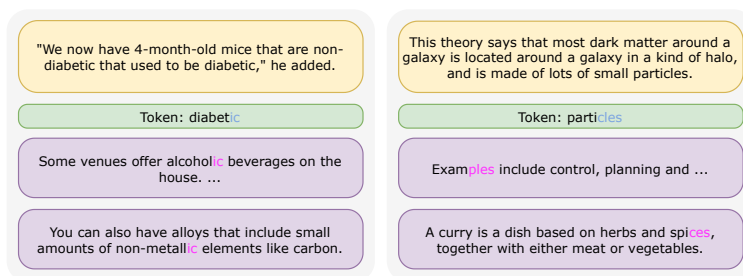 "We now have 4-month-old mice that are non-
diabetic that used to be diabetic," he added.
Token: diabetic
Some venues offer alcoholic beverages on the
house. ...
You can also have alloys that include small
amounts of non-metallic elements like carbon.
This theory says that most dark matter around a
galaxy is located around a galaxy in a kind of halo,
and is made of lots of small particles.
Token: particles
Examples include control, planning and ...
A curry is a dish based on herbs and spices,
together with either meat or vegetables.